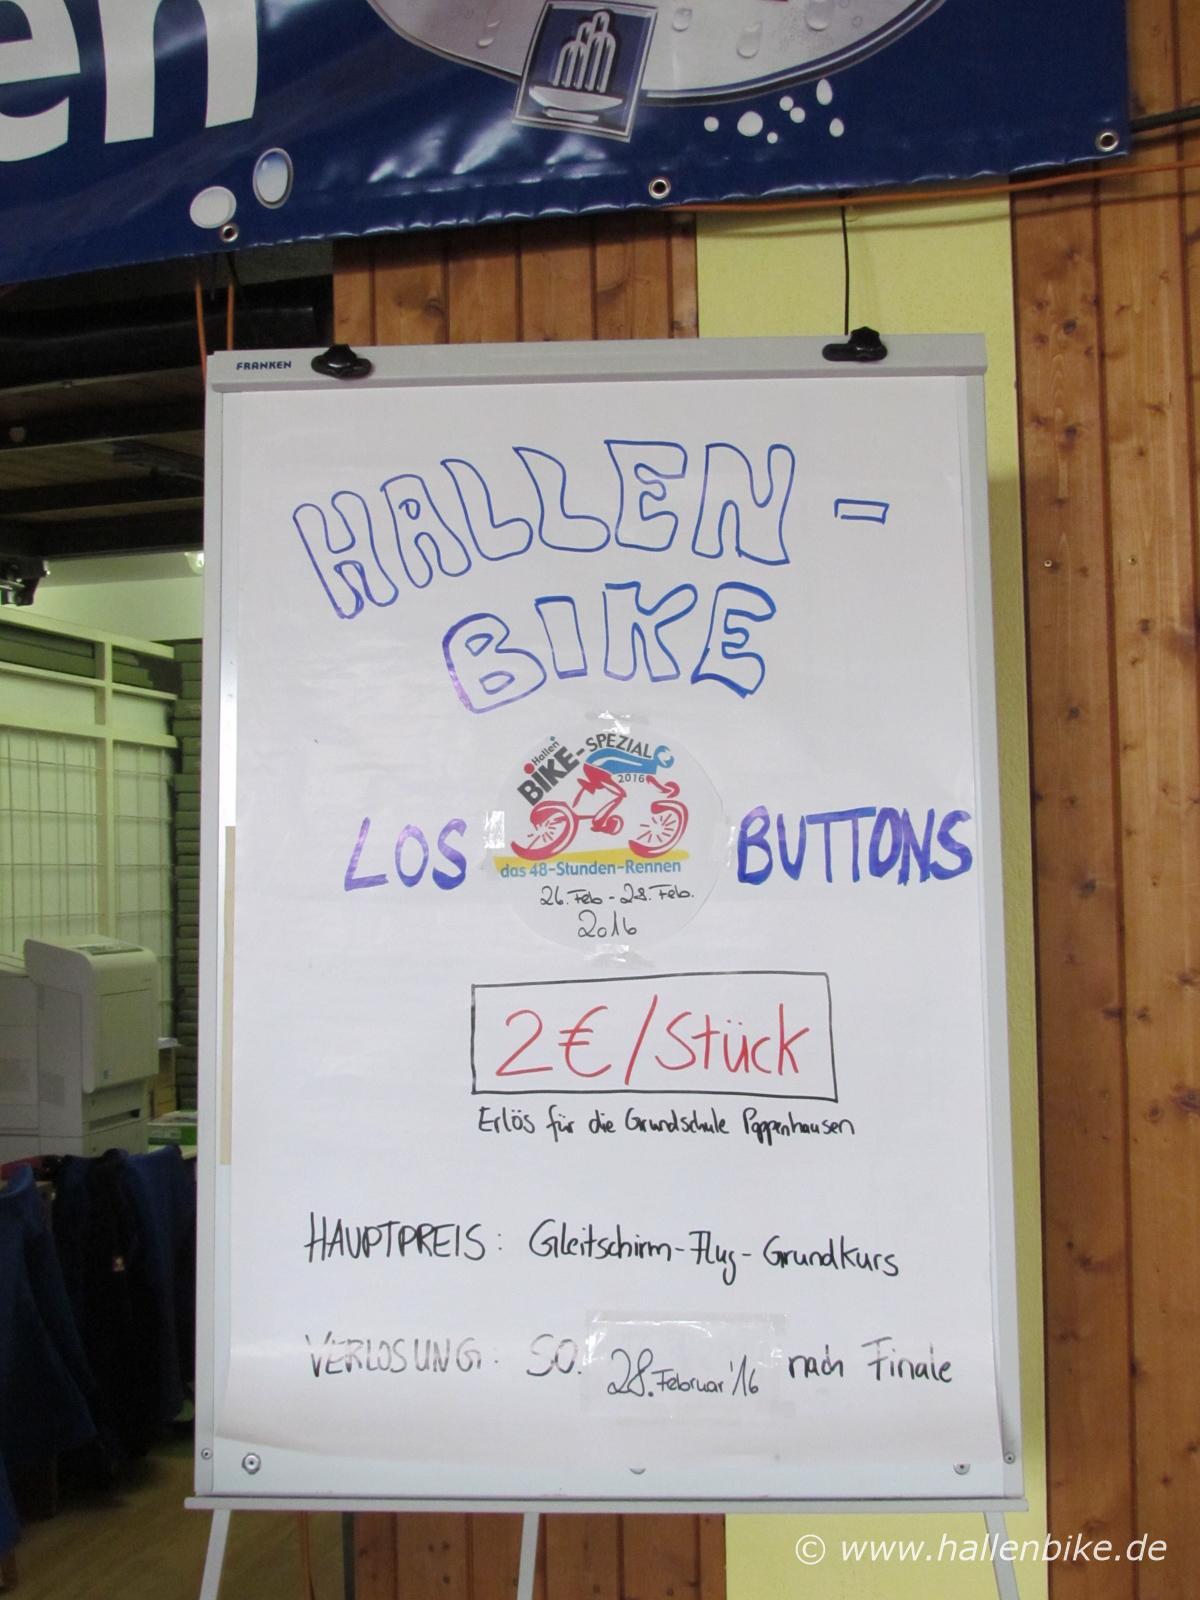 en
FRANKEN
HALLEN-
BIKE
Hallen
BIKE-SPEZIAL
2016
das 48-Stunden-Rennen
26. Feb - 28. Feb.
2016
LOS BUTTONS
2€/Stück
Erlös für die Grundschule Poppenhausen
HAUPTPREIS: Gleitschirm-Flug-Grundkurs
VERLOSUNG: SO. 28. Februar '16 nach Finale
© www.hallenbike.de